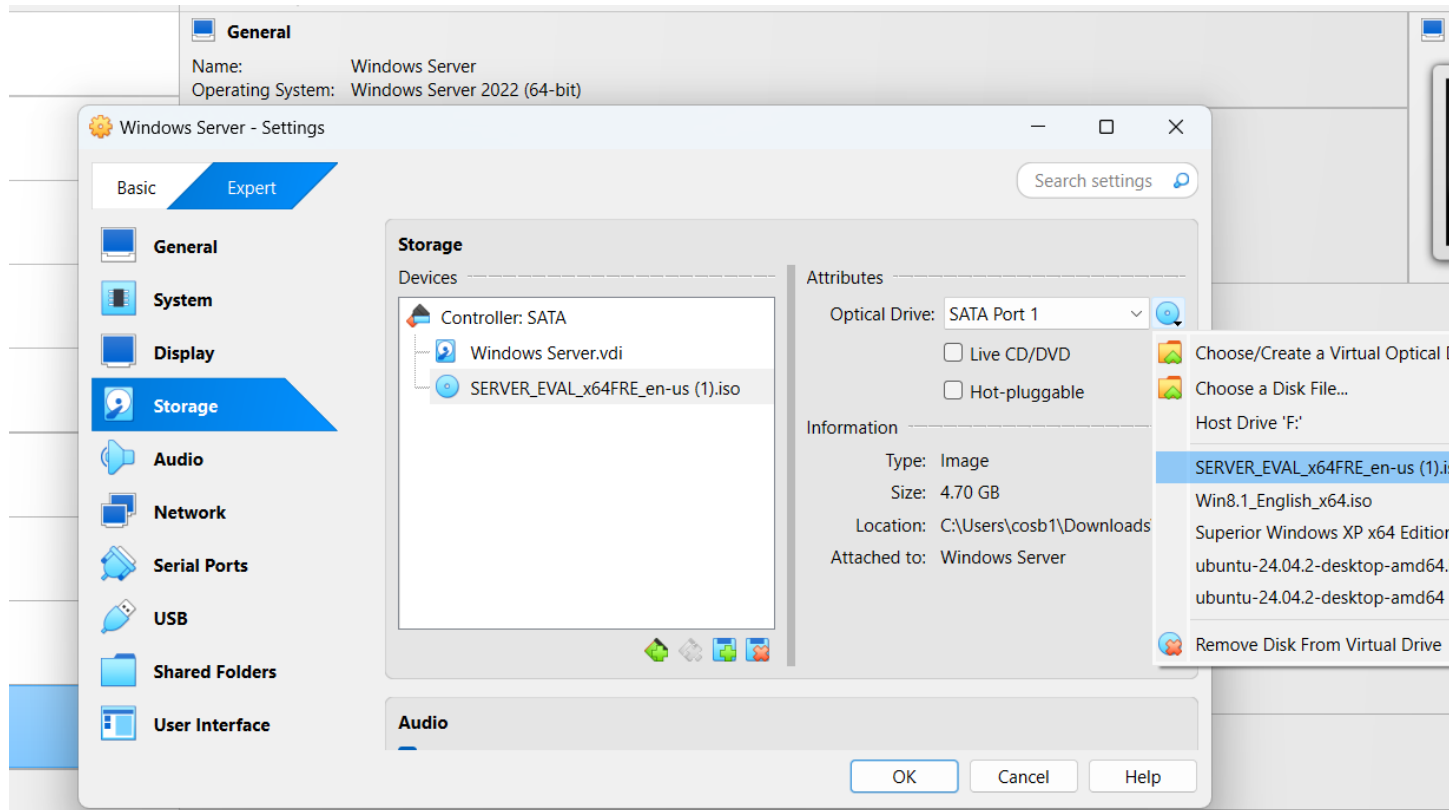 General
Name: Windows Server
Operating System: Windows Server 2022 (64-bit)
Windows Server - Settings
Basic
Expert
Search settings
General
System
Display
Storage
Audio
Network
Serial Ports
USB
Shared Folders
User Interface
Storage
Devices
Controller: SATA
Windows Server.vdi
SERVER_EVAL_x64FRE_en-us (1).iso
Attributes
Optical Drive: SATA Port 1
Live CD/DVD
Hot-pluggable
Information
Type: Image
Size: 4.70 GB
Location: C:\Users\cosb1\Downloads
Attached to: Windows Server
Choose/Create a Virtual Optical
Choose a Disk File...
Host Drive 'F:'
SERVER_EVAL_x64FRE_en-us (1).is
Win8.1_English_x64.iso
Superior Windows XP x64 Edition
ubuntu-24.04.2-desktop-amd64.
ubuntu-24.04.2-desktop-amd64
Remove Disk From Virtual Drive
Audio
OK
Cancel
Help